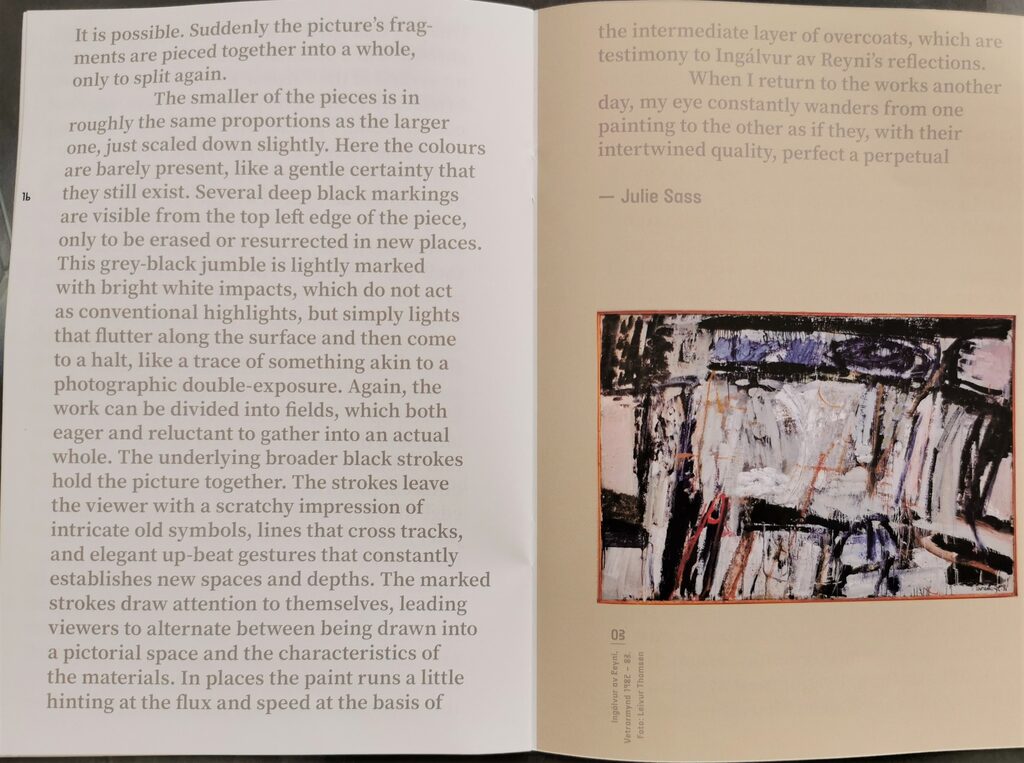 It is possible. Suddenly the picture's frag-
ments are pieced together into a whole,
only to split again.
The smaller of the pieces is in
roughly the same proportions as the larger
one, just scaled down slightly. Here the colours
are barely present, like a gentle certainty that
they still exist. Several deep black markings
are visible from the top left edge of the piece,
only to be erased or resurrected in new places.
This grey-black jumble is lightly marked
with bright white impacts, which do not act
as conventional highlights, but simply lights
that flutter along the surface and then come
to a halt, like a trace of something akin to a
photographic double-exposure. Again, the
work can be divided into fields, which both
eager and reluctant to gather into an actual
whole. The underlying broader black strokes
hold the picture together. The strokes leave
the viewer with a scratchy impression of
intricate old symbols, lines that cross tracks,
and elegant up-beat gestures that constantly
establishes new spaces and depths. The marked
strokes draw attention to themselves, leading
viewers to alternate between being drawn into
a pictorial space and the characteristics of
the materials. In places the paint runs a little
hinting at the flux and speed at the basis of
16
the intermediate layer of overcoats, which are
testimony to Ingálvur av Reyni's reflections.
When I return to the works another
day, my eye constantly wanders from one
painting to the other as if they, with their
intertwined quality, perfect a perpetual
— Julie Sass
03
Ingálvur av Reyni,
Vetrarmynd 1982 – 83.
Foto: Leivur Thomsen